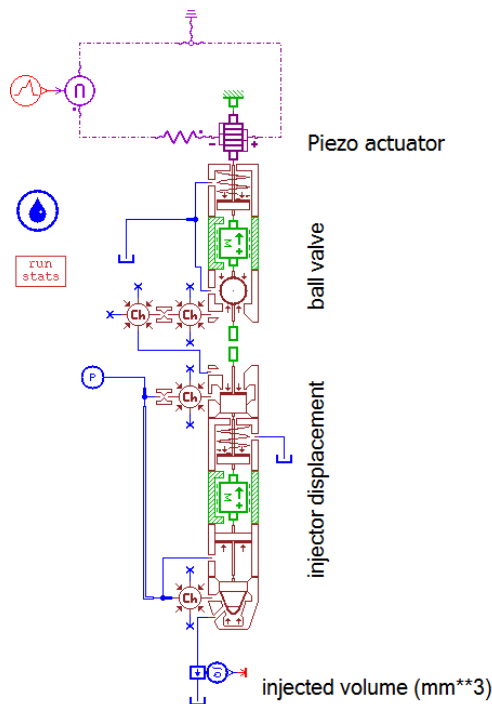 Piezo actuator
M
ball valve
run
stats
Ch
Ch
P
Ch
injector displacement
M
Ch
injected volume (mm**3)